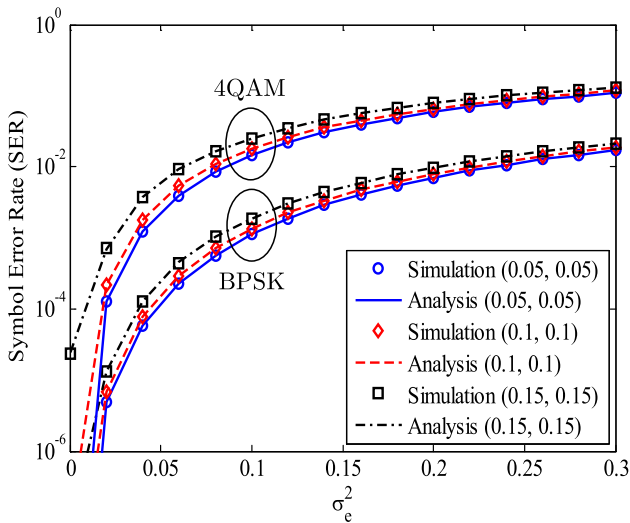 10^0
4QAM
10^-2
Symbol Error Rate (SER)
BPSK
Simulation (0.05, 0.05)
Analysis (0.05, 0.05)
10^-4
Simulation (0.1, 0.1)
Analysis (0.1, 0.1)
Simulation (0.15, 0.15)
Analysis (0.15, 0.15)
10^-6
0 0.05 0.1 0.15 0.2 0.25 0.3
σ_e^2